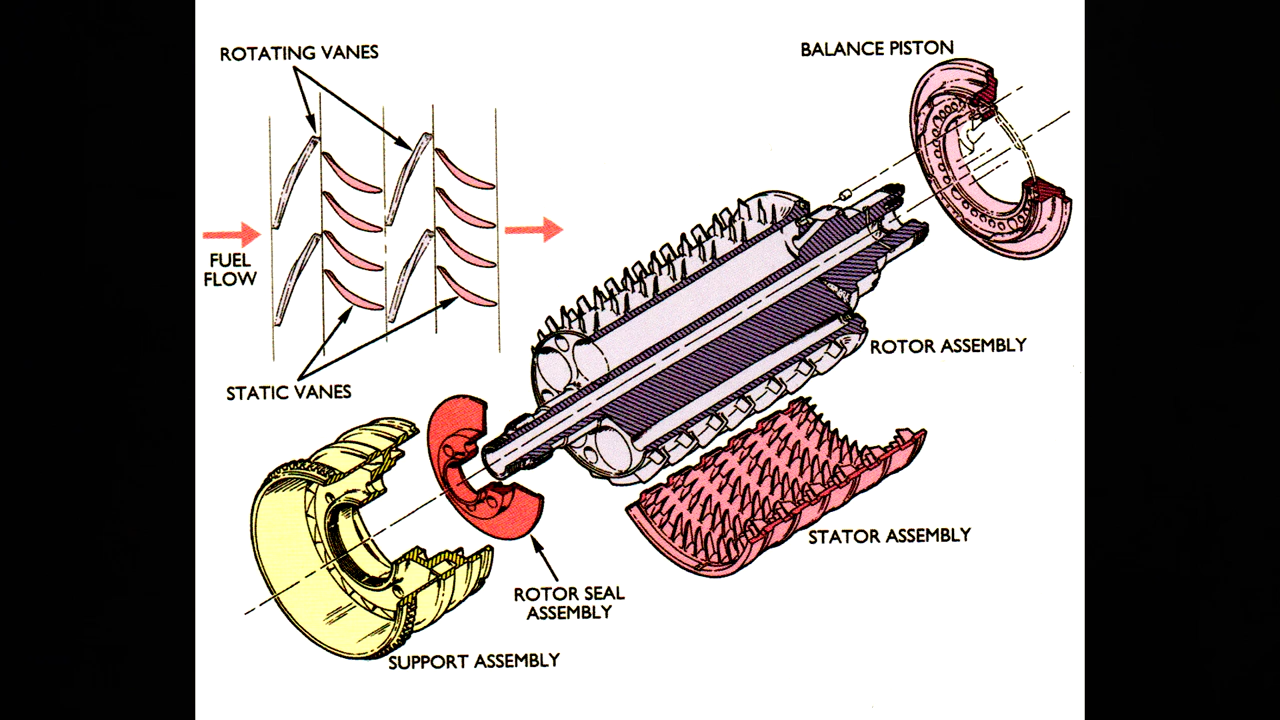 ROTATING VANES
BALANCE PISTON
FUEL
FLOW
ROTOR ASSEMBLY
STATIC VANES
STATOR ASSEMBLY
ROTOR SEAL
ASSEMBLY
SUPPORT ASSEMBLY